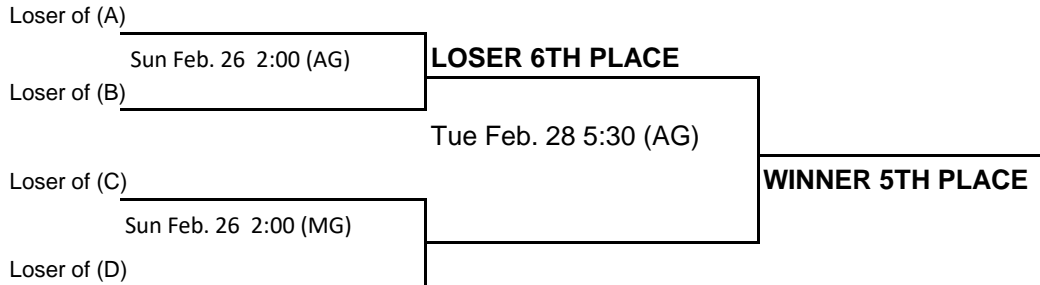 Loser of (A)
Sun Feb. 26  2:00 (AG)
LOSER 6TH PLACE
Loser of (B)
Tue Feb. 28 5:30 (AG)
Loser of (C)
WINNER 5TH PLACE
Sun Feb. 26  2:00 (MG)
Loser of (D)